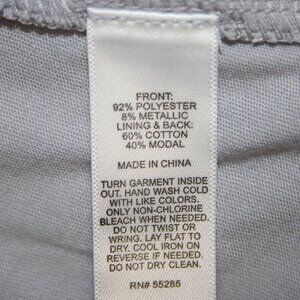 FRONT:
92% POLYESTER
8% METALLIC
LINING & BACK:
60% COTTON
40% MODAL
MADE IN CHINA
TURN GARMENT INSIDE
OUT. HAND WASH COLD
WITH LIKE COLORS,
ONLY NON-CHLORINE
BLEACH WHEN NEEDED.
DO NOT TWIST OR
WRING. LAY FLAT TO
DRY. COOL IRON ON
REVERSE IF NEEDED.
DO NOT DRY CLEAN.
RN# 55285